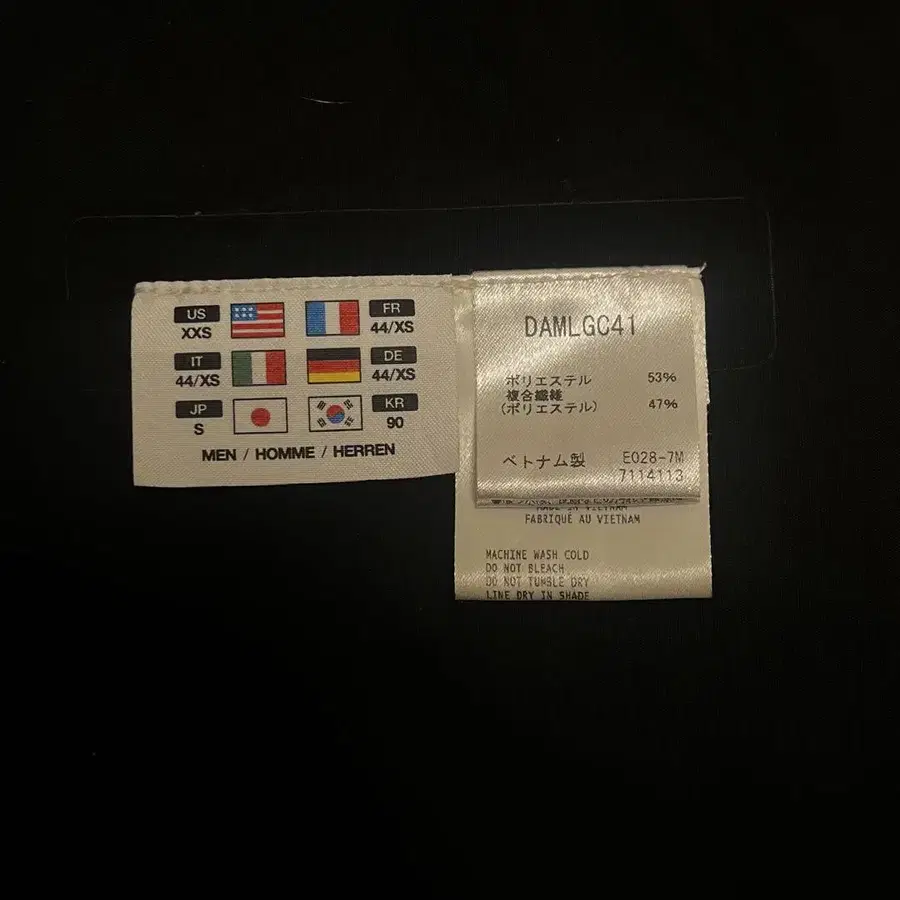 US FR
XXS 44/XS
IT DE
44/XS 44/XS
JP KR
S 90
MEN / HOMME / HERREN
DAMLGC41
ポリエステル 53%
複合繊維
(ポリエステル) 47%
ベトナム製 E028-7M
7114113
MADE IN VIETNAM
FABRIQUÉ AU VIETNAM
MACHINE WASH COLD
DO NOT BLEACH
DO NOT TUMBLE DRY
LINE DRY IN SHADE